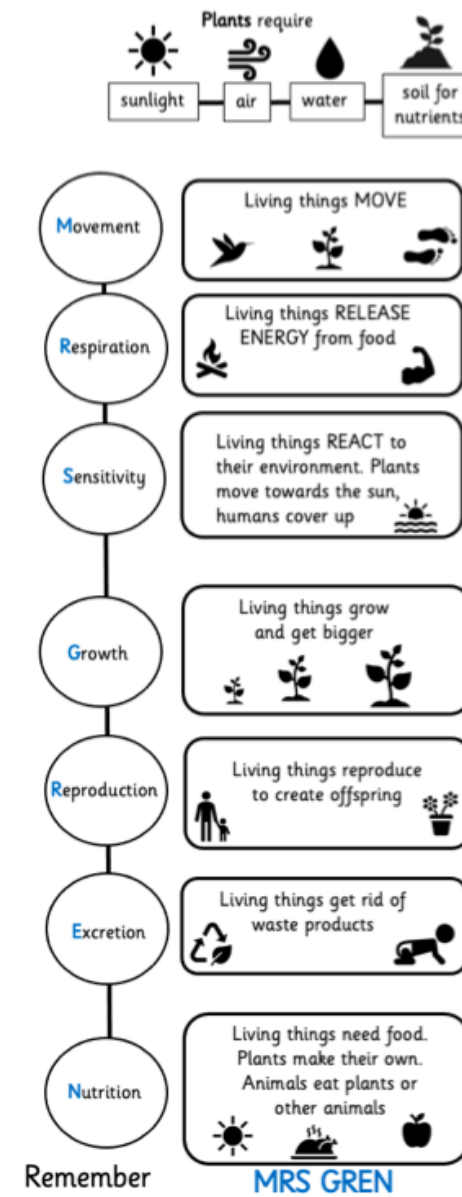 Plants require
sunlight
air
water
soil for
nutrients
Movement
Living things MOVE
Respiration
Living things RELEASE
ENERGY from food
Sensitivity
Living things REACT to
their environment. Plants
move towards the sun,
humans cover up
Growth
Living things grow
and get bigger
Reproduction
Living things reproduce
to create offspring
Excretion
Living things get rid of
waste products
Nutrition
Living things need food.
Plants make their own.
Animals eat plants or
other animals
Remember MRS GREN